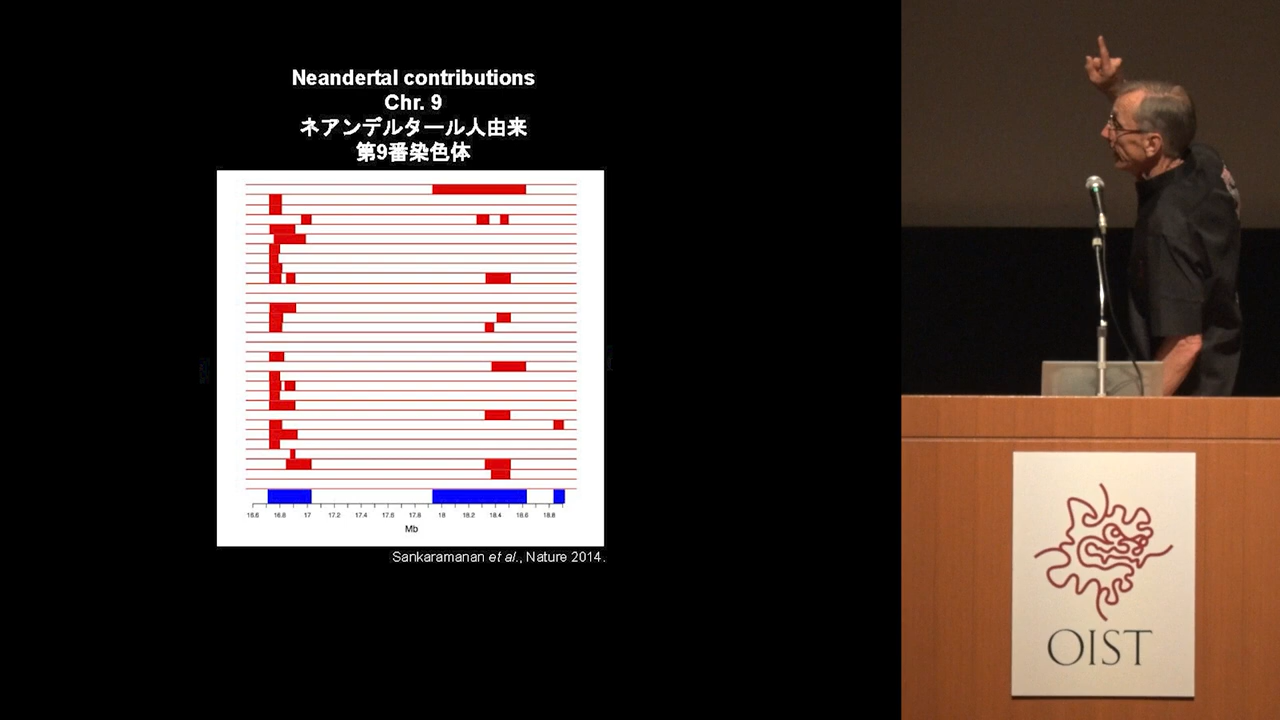 Neandertal contributions
Chr. 9
ネアンデルタール人由来
第9番染色体
16.6 16.8 17 17.2 17.4 17.6 17.8 18 18.2 18.4 18.6 18.8
Mb
Sankaramanan et al., Nature 2014.
OIST